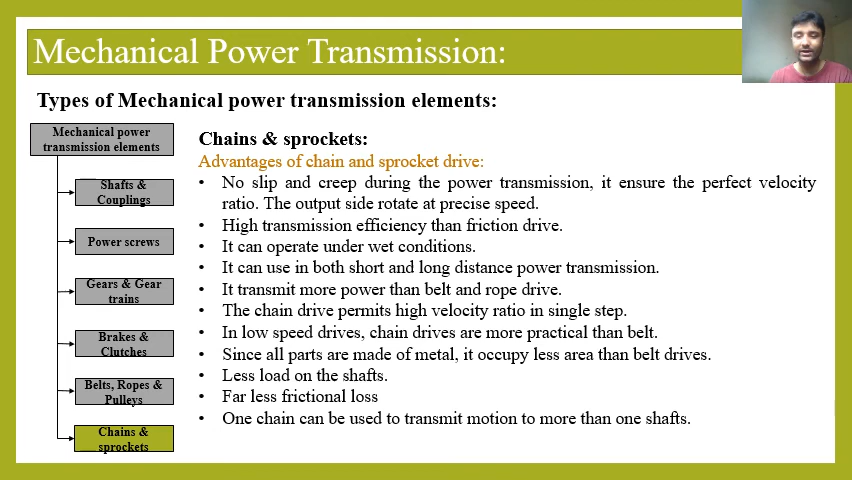 Mechanical Power Transmission:
Types of Mechanical power transmission elements:
Mechanical power
transmission elements
Shafts &
Couplings
Power screws
Gears & Gear
trains
Brakes &
Clutches
Belts, Ropes &
Pulleys
Chains &
sprockets
Chains & sprockets:
Advantages of chain and sprocket drive:
• No slip and creep during the power transmission, it ensure the perfect velocity
ratio. The output side rotate at precise speed.
• High transmission efficiency than friction drive.
• It can operate under wet conditions.
• It can use in both short and long distance power transmission.
• It transmit more power than belt and rope drive.
• The chain drive permits high velocity ratio in single step.
• In low speed drives, chain drives are more practical than belt.
• Since all parts are made of metal, it occupy less area than belt drives.
• Less load on the shafts.
• Far less frictional loss
• One chain can be used to transmit motion to more than one shafts.